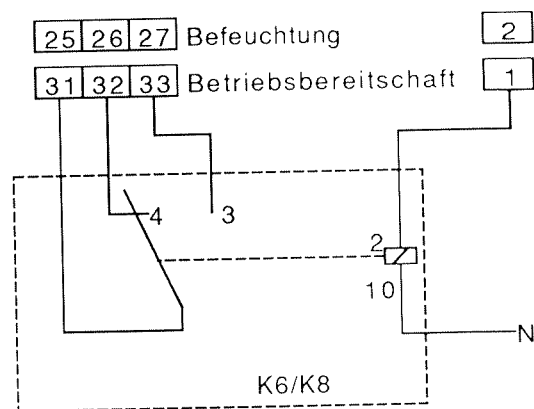 25 26 27 Befeuchtung 2
31 32 33 Betriebsbereitschaft 1
4 3
2
10
N
K6/K8